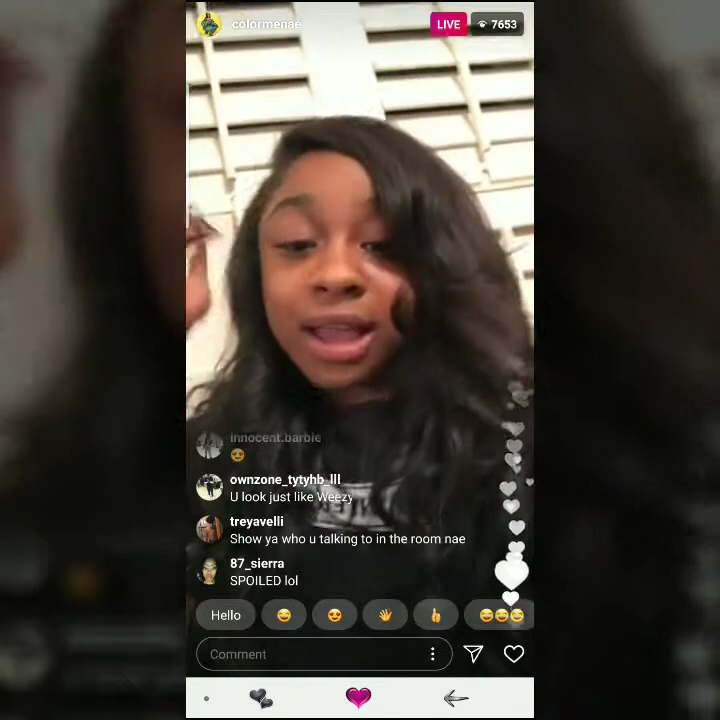 colormenae
LIVE
7653
innocent.barbie
😍
ownzone_tytyhb_lll
U look just like Weezy
treyavelli
Show ya who u talking to in the room nae
87_sierra
SPOILED lol
Hello
Comment